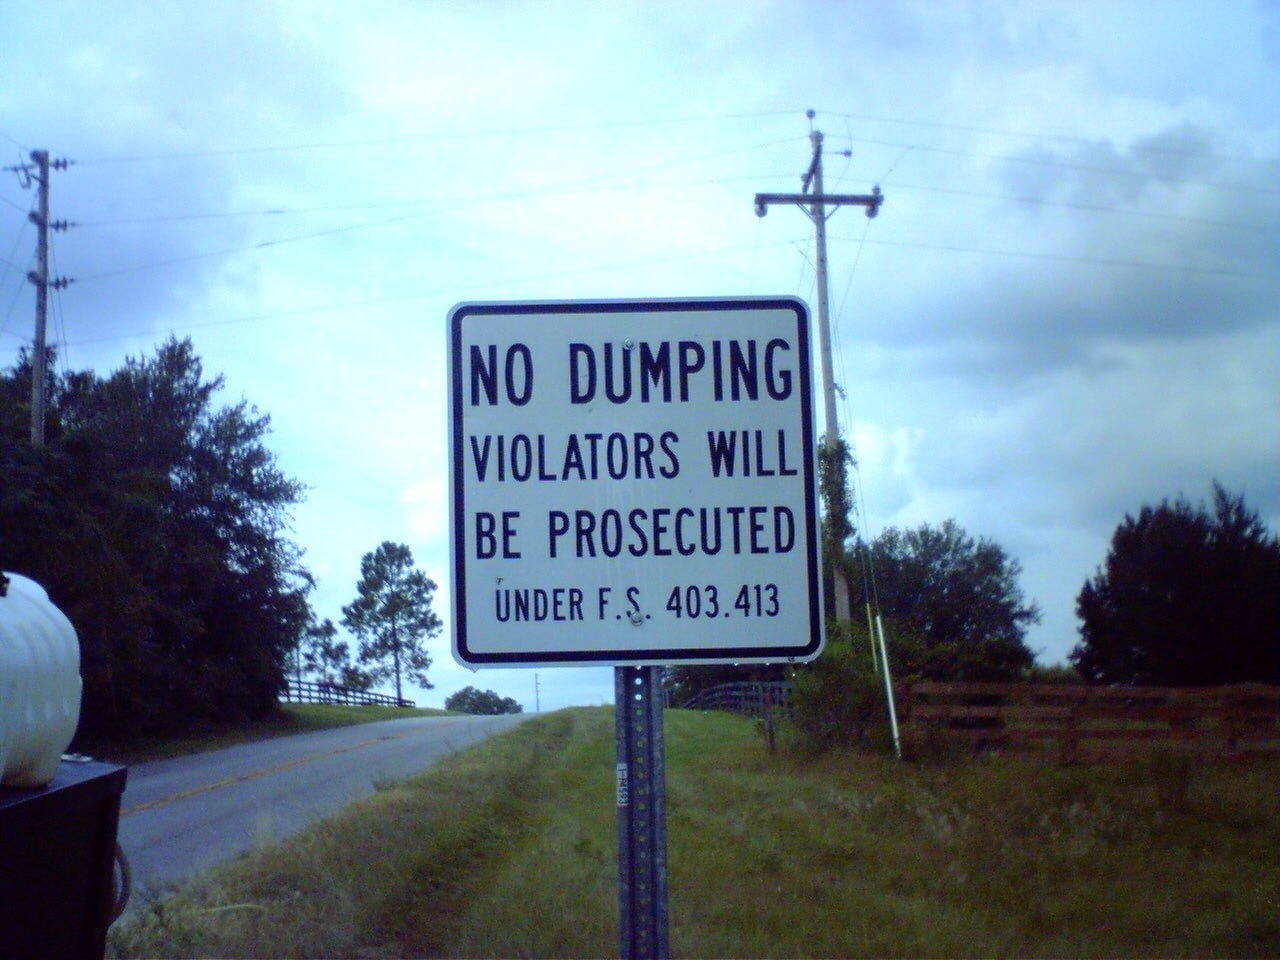 NO DUMPING
VIOLATORS WILL
BE PROSECUTED
UNDER F.S. 403.413